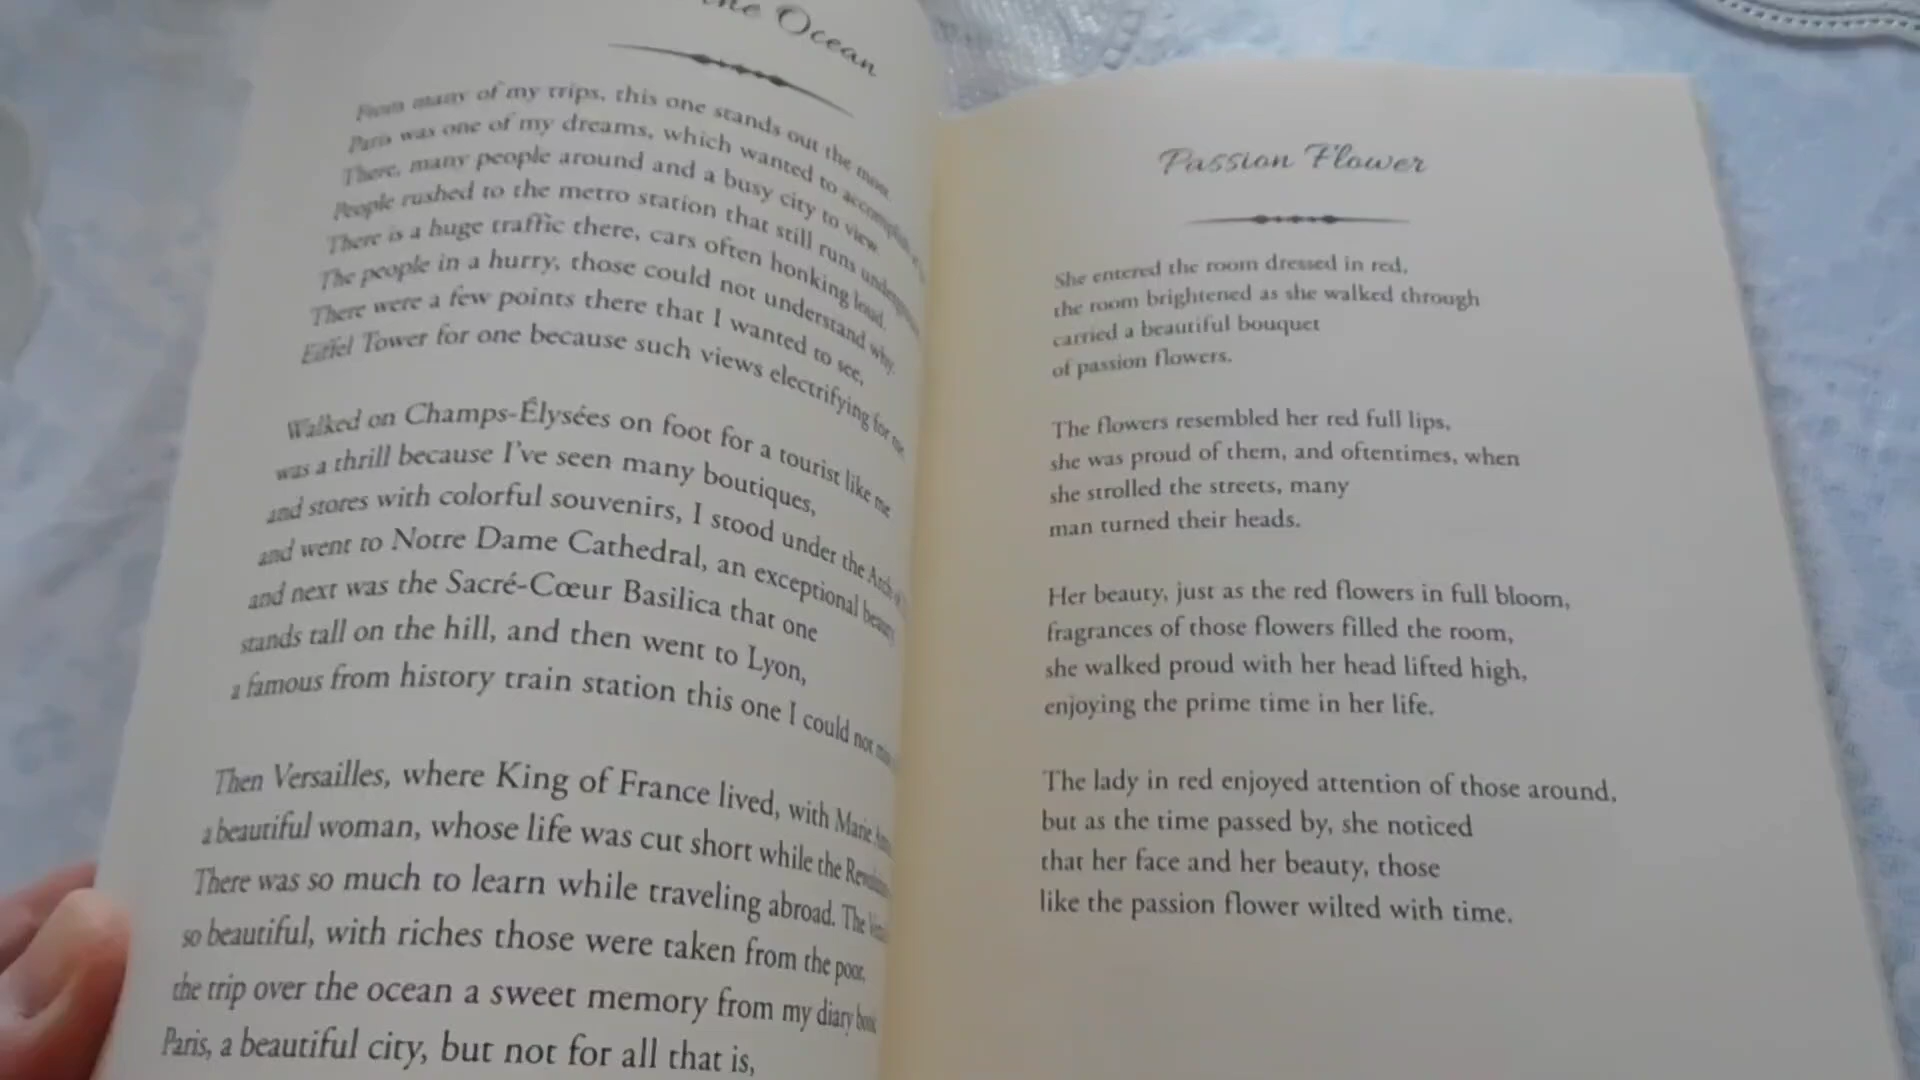 the Ocean
From many of my trips, this one stands out the most.
Paris was one of my dreams, which wanted to accomplish
There, many people around and a busy city to view
People rushed to the metro station that still runs underground
There is a huge traffic there, cars often honking loud.
The people in a hurry, those could not understand why.
There were a few points there that I wanted to see,
Eiffel Tower for one because such views electrifying for me
Walked on Champs-Élysées on foot for a tourist like me
was a thrill because I've seen many boutiques,
and stores with colorful souvenirs, I stood under the Arch of
and went to Notre Dame Cathedral, an exceptional beauty
and next was the Sacré-Cœur Basilica that one
stands tall on the hill, and then went to Lyon,
a famous from history train station this one I could not
Then Versailles, where King of France lived, with Marie
a beautiful woman, whose life was cut short while the
There was so much to learn while traveling abroad. The
so beautiful, with riches those were taken from the poor.
the trip over the ocean a sweet memory from my diary book
Paris, a beautiful city, but not for all that is,
Passion Flower
She entered the room dressed in red,
the room brightened as she walked through
carried a beautiful bouquet
of passion flowers.
The flowers resembled her red full lips,
she was proud of them, and oftentimes, when
she strolled the streets, many
man turned their heads.
Her beauty, just as the red flowers in full bloom,
fragrances of those flowers filled the room,
she walked proud with her head lifted high,
enjoying the prime time in her life.
The lady in red enjoyed attention of those around,
but as the time passed by, she noticed
that her face and her beauty, those
like the passion flower wilted with time.